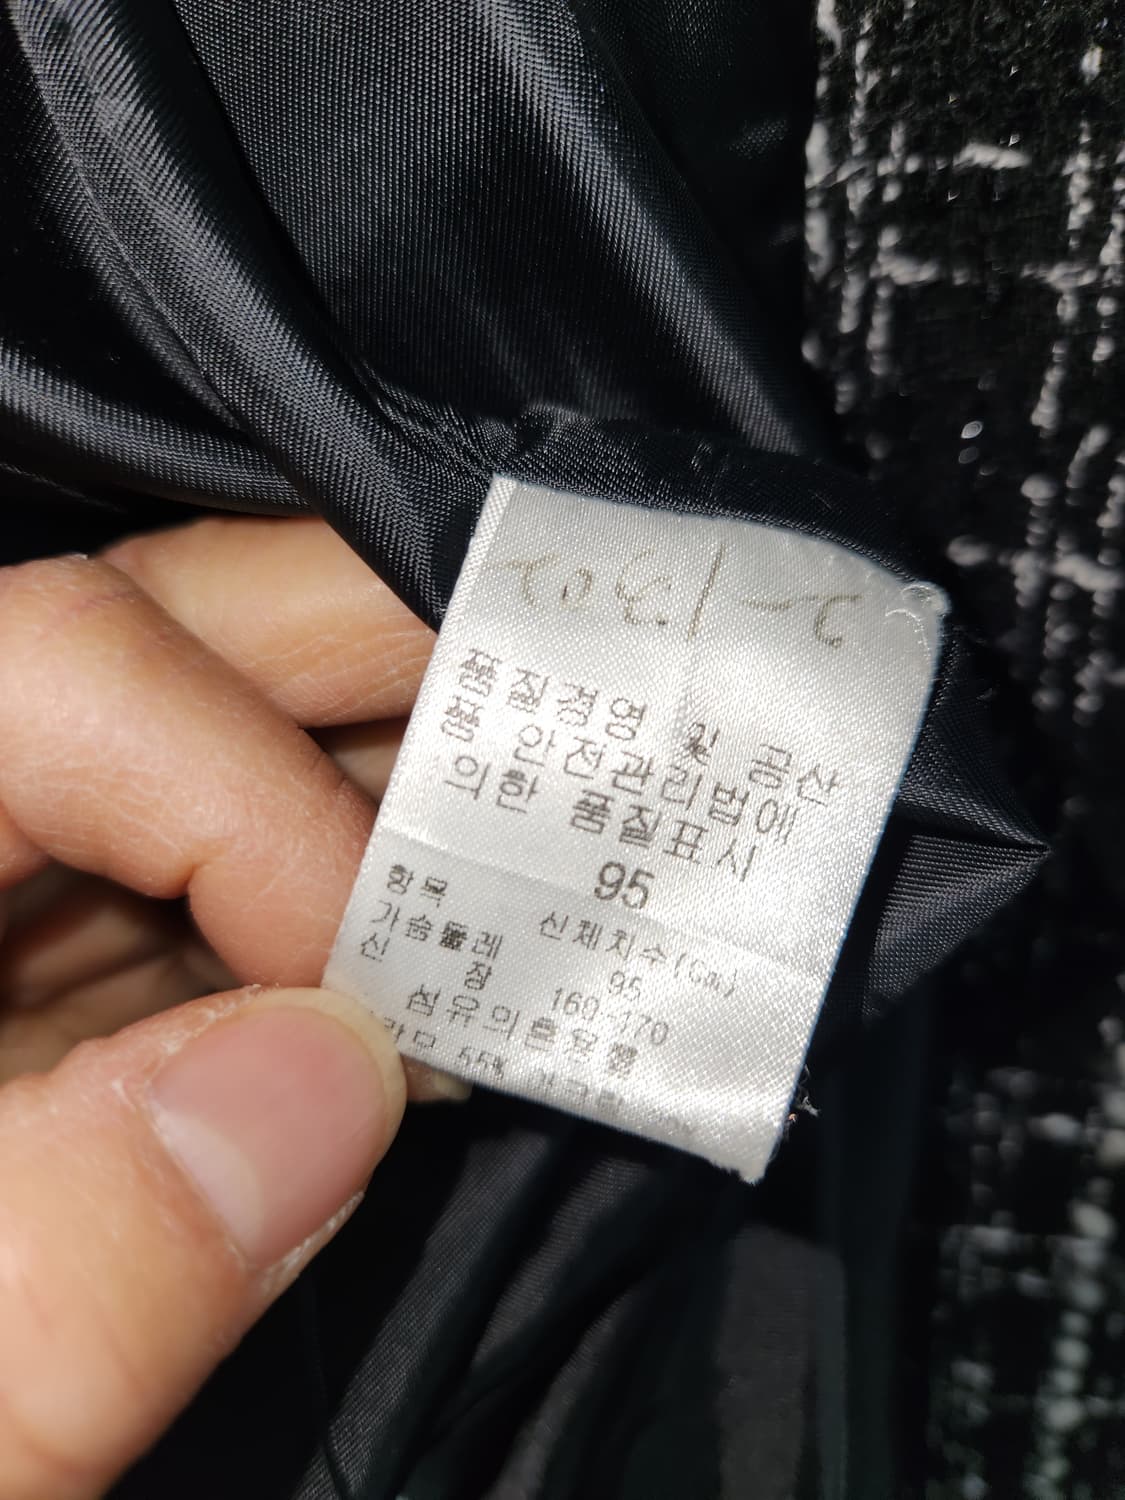 품질경영 및 공산
품 안전관리법에
의한 품질표시
95
항목 신체치수(Cm)
가슴둘레 95
신 장 160-170
섬유의혼용률
55%